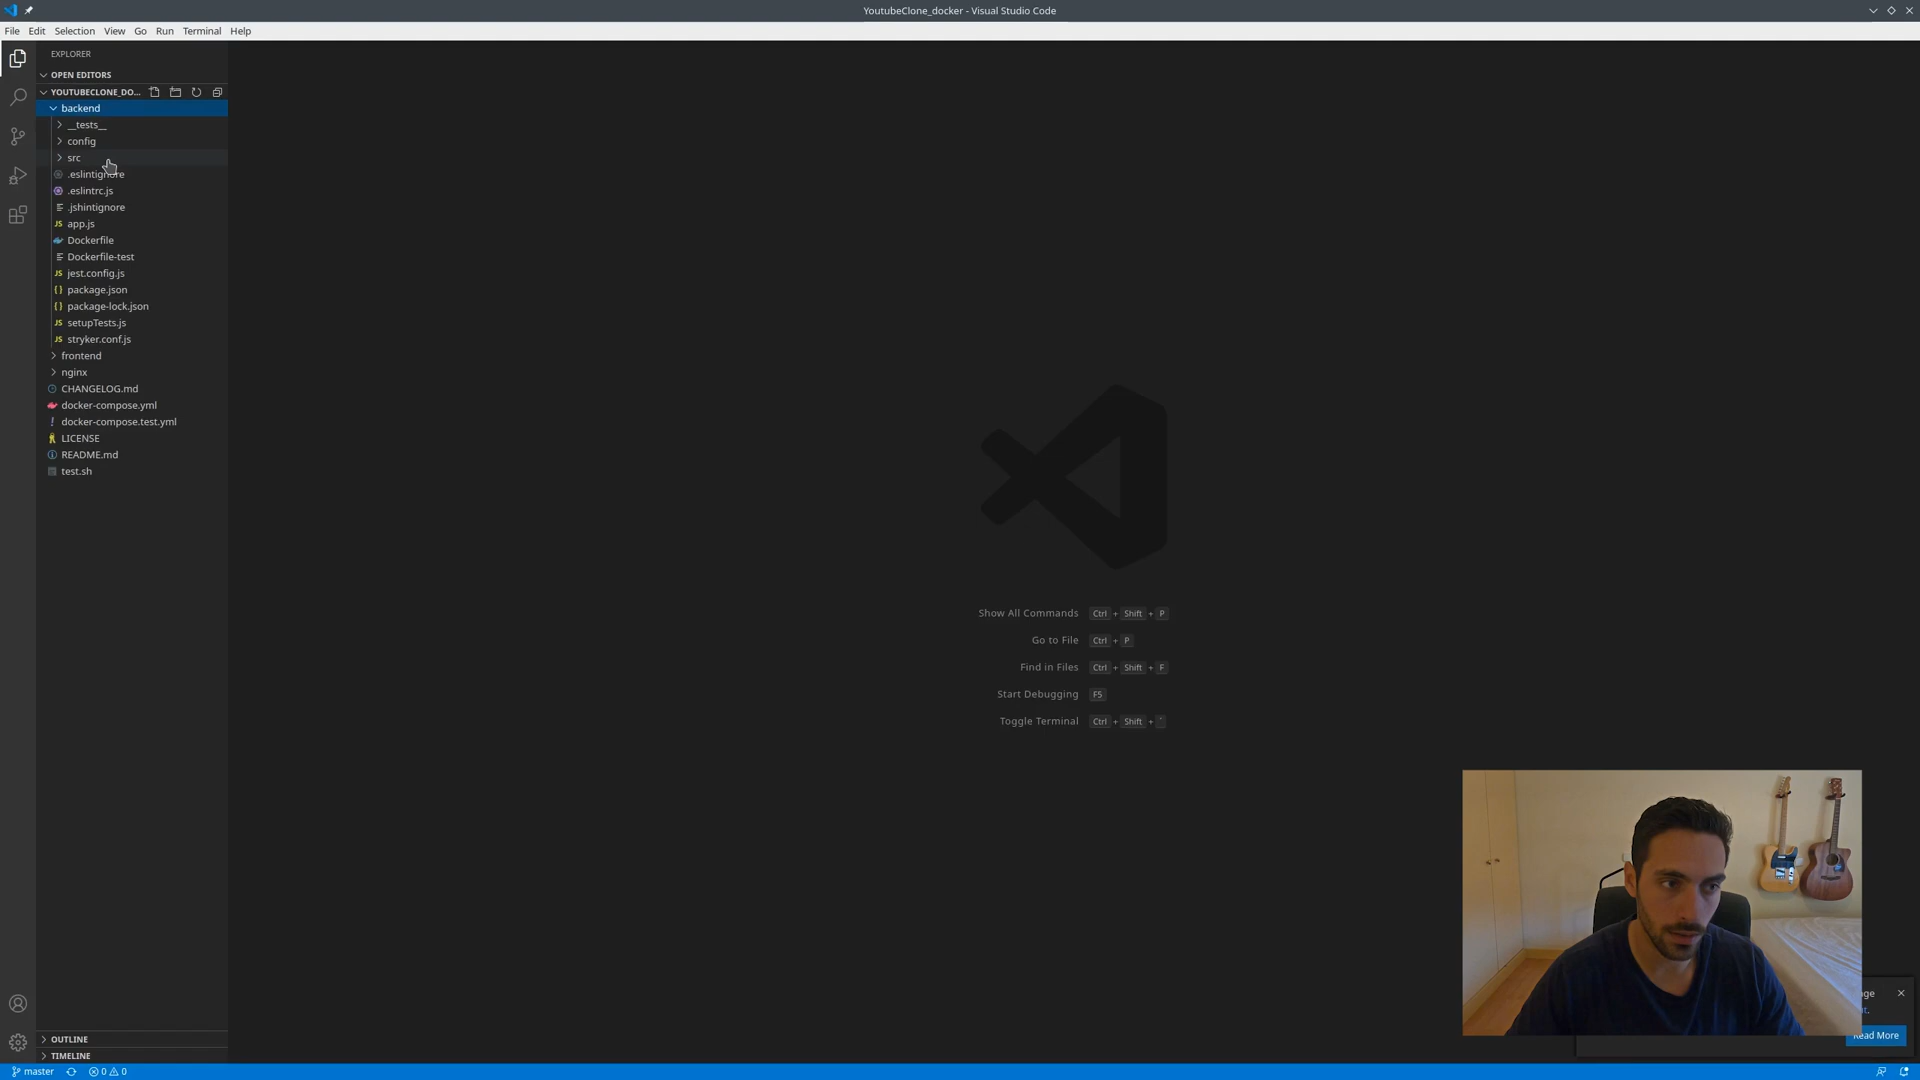 YoutubeClone_docker - Visual Studio Code
File Edit Selection View Go Run Terminal Help
EXPLORER
OPEN EDITORS
YOUTUBECLONE_DO...
backend
__tests__
config
src
.eslintignore
.eslintrc.js
.jshintignore
JS app.js
Dockerfile
Dockerfile-test
JS jest.config.js
{} package.json
{} package-lock.json
JS setupTests.js
JS stryker.conf.js
frontend
nginx
CHANGELOG.md
docker-compose.yml
! docker-compose.test.yml
LICENSE
README.md
test.sh
Show All Commands Ctrl + Shift + P
Go to File Ctrl + P
Find in Files Ctrl + Shift + F
Start Debugging F5
Toggle Terminal Ctrl + Shift + `
Read More
OUTLINE
TIMELINE
master 0 0